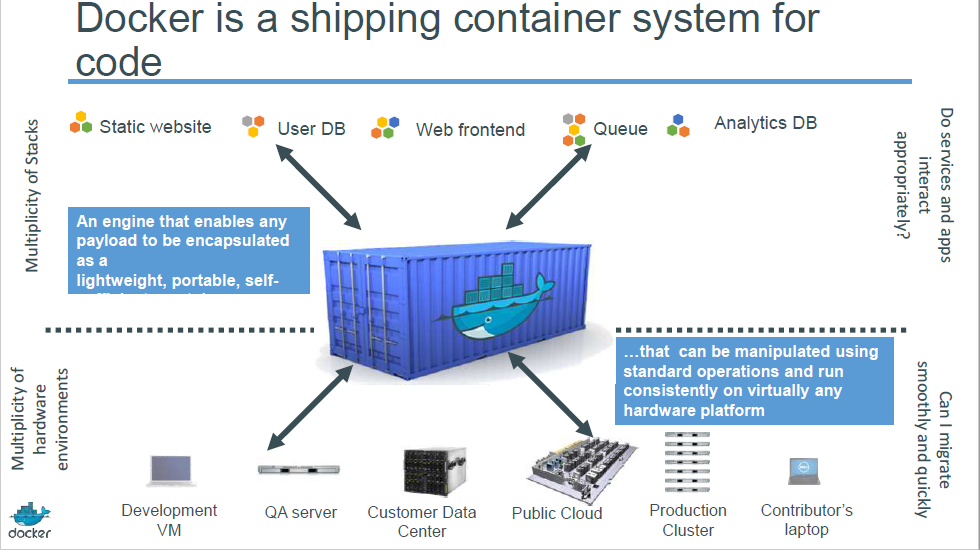 Docker is a shipping container system for
code
Static website
User DB
Web frontend
Queue
Analytics DB
Multiplicity of Stacks
Do services and apps
interact
appropriately?
An engine that enables any
payload to be encapsulated
as a
lightweight, portable, self-
…that can be manipulated using
standard operations and run
consistently on virtually any
hardware platform
Multiplicity of
hardware
environments
Can I migrate
smoothly and quickly
Development
VM
QA server
Customer Data
Center
Public Cloud
Production
Cluster
Contributor's
laptop
docker